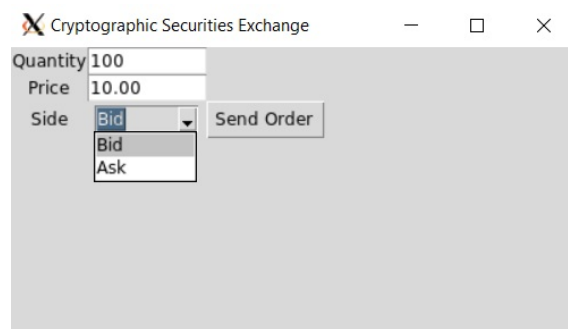 Cryptographic Securities Exchange
Quantity 100
Price 10.00
Side Bid Send Order
Bid
Ask